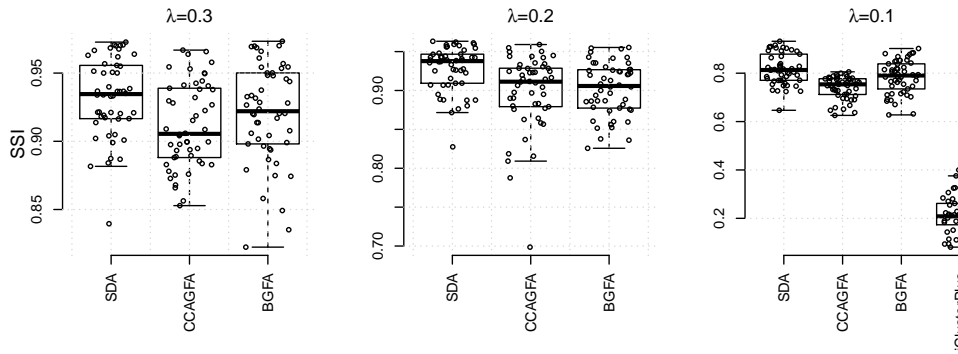 λ=0.3
λ=0.2
λ=0.1
SSI
0.95
0.90
0.85
SDA
CCAGFA
BGFA
0.90
0.80
0.70
SDA
CCAGFA
BGFA
0.8
0.6
0.4
0.2
SDA
CCAGFA
BGFA
iClusterPlus